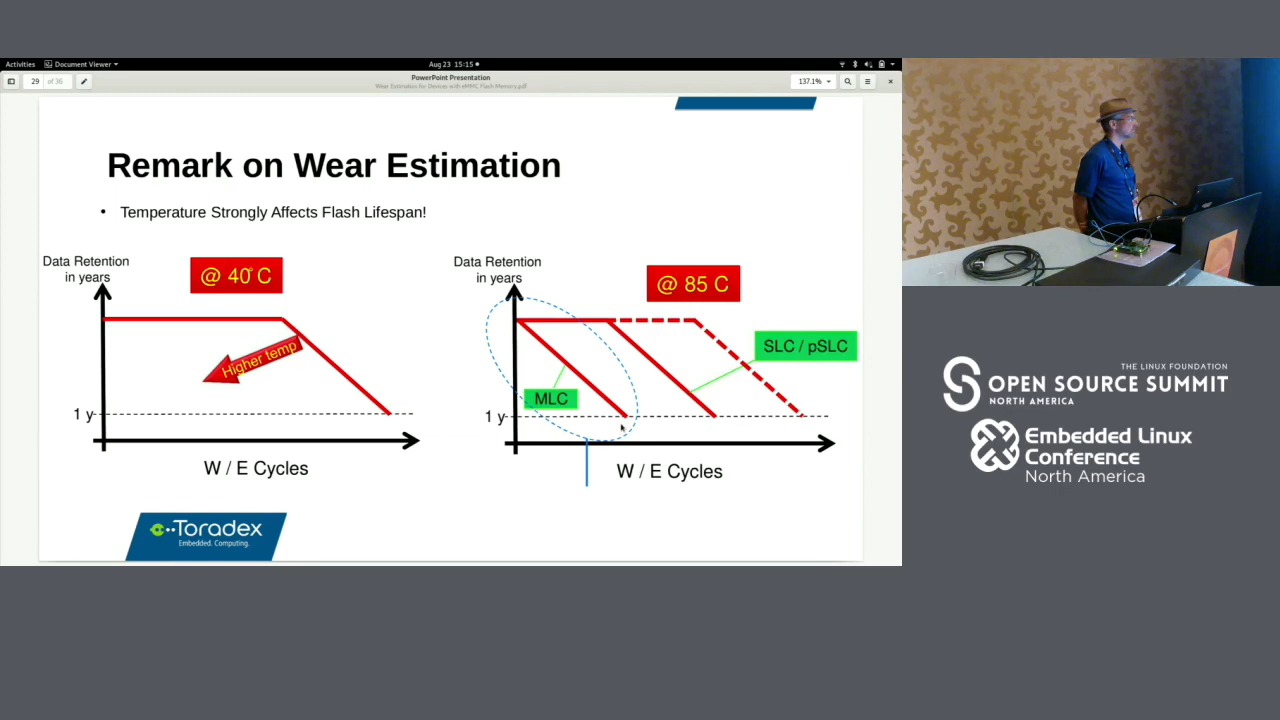 Activities
Document Viewer
Aug 23 15:15
29
of 36
PowerPoint Presentation
Wear Estimation for Devices with eMMC Flash Memory.pdf
137.1%
Remark on Wear Estimation
• Temperature Strongly Affects Flash Lifespan!
Data Retention
in years
@ 40°C
Higher temp
1 y
W / E Cycles
Data Retention
in years
@ 85 C
SLC / pSLC
MLC
1 y
W / E Cycles
Toradex
Embedded. Computing.
THE LINUX FOUNDATION
OPEN SOURCE SUMMIT
NORTH AMERICA
Embedded Linux
Conference
North America